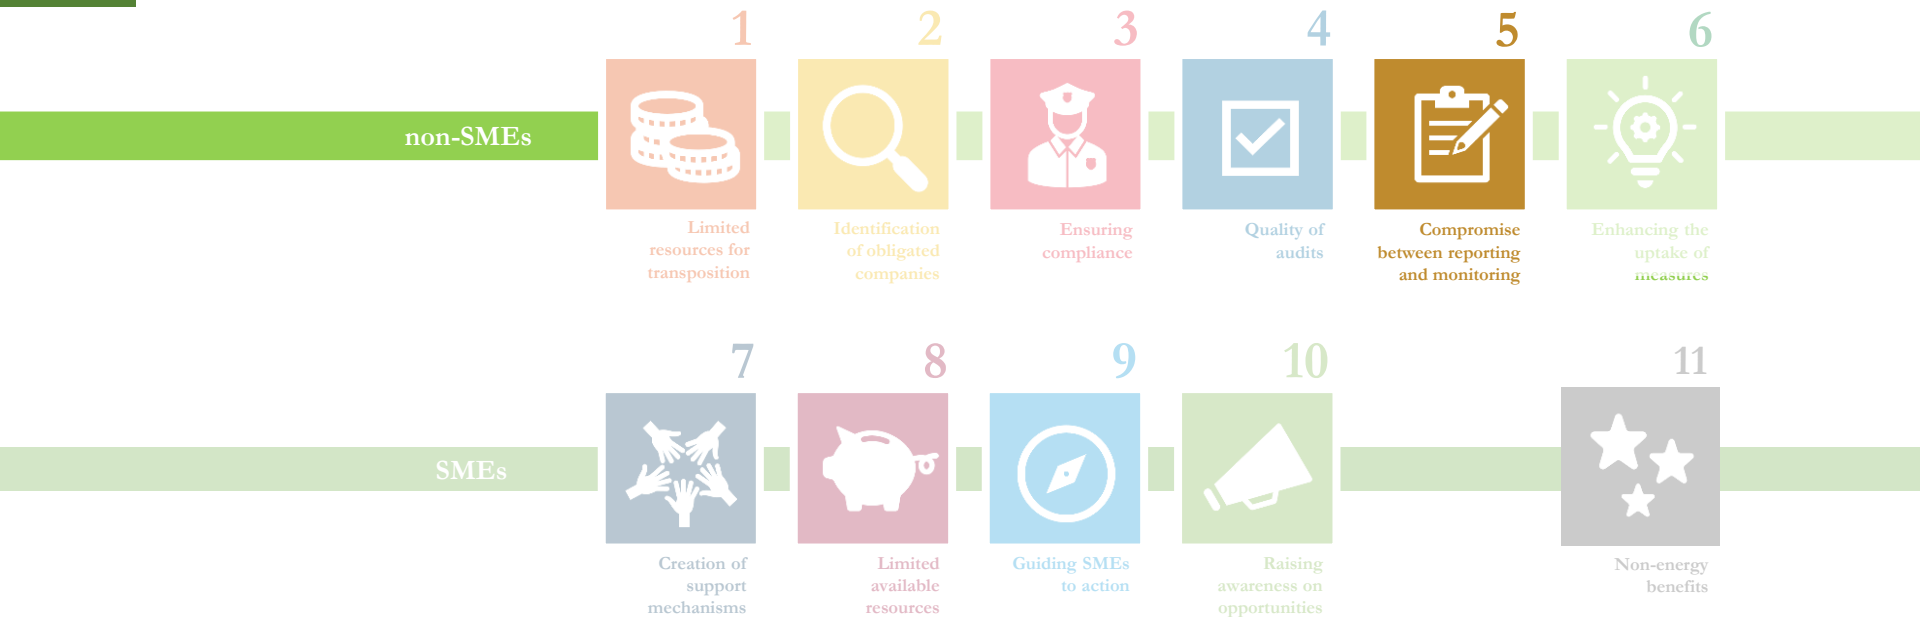 1
2
3
4
5
6
non-SMEs
Limited
resources for
transposition
Identification
of obligated
companies
Ensuring
compliance
Quality of
audits
Compromise
between reporting
and monitoring
Enhancing the
uptake of
measures
7
8
9
10
11
SMEs
Creation of
support
mechanisms
Limited
available
resources
Guiding SMEs
to action
Raising
awareness on
opportunities
Non-energy
benefits